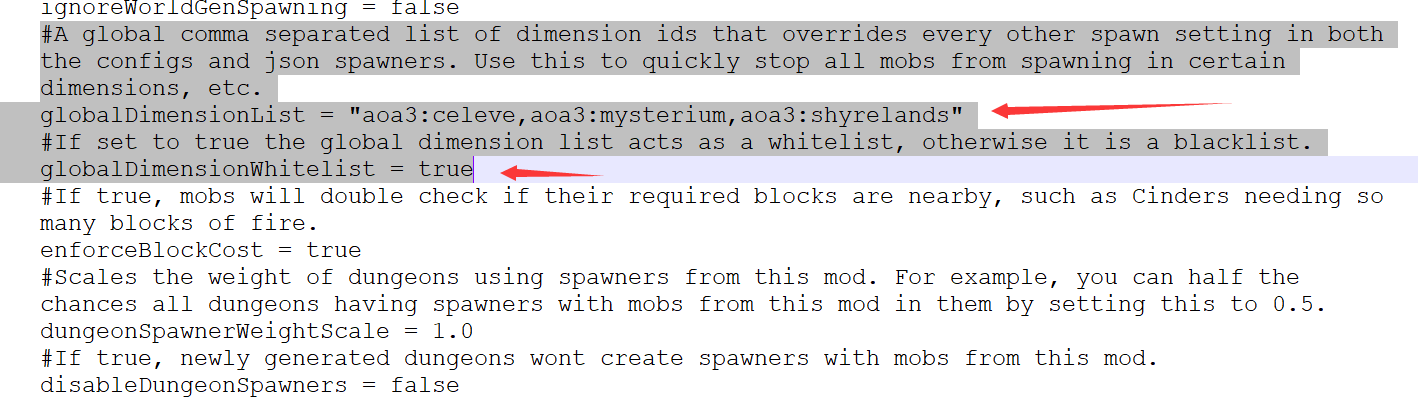 ignoreWorldGenSpawning = false
#A global comma separated list of dimension ids that overrides every other spawn setting in both
the configs and json spawners. Use this to quickly stop all mobs from spawning in certain
dimensions, etc.
globalDimensionList = "aoa3:celeve,aoa3:mysterium,aoa3:shyrelands"
#If set to true the global dimension list acts as a whitelist, otherwise it is a blacklist.
globalDimensionWhitelist = true
#If true, mobs will double check if their required blocks are nearby, such as Cinders needing so
many blocks of fire.
enforceBlockCost = true
#Scales the weight of dungeons using spawners from this mod. For example, you can half the
chances all dungeons having spawners with mobs from this mod in them by setting this to 0.5.
dungeonSpawnerWeightScale = 1.0
#If true, newly generated dungeons wont create spawners with mobs from this mod.
disableDungeonSpawners = false